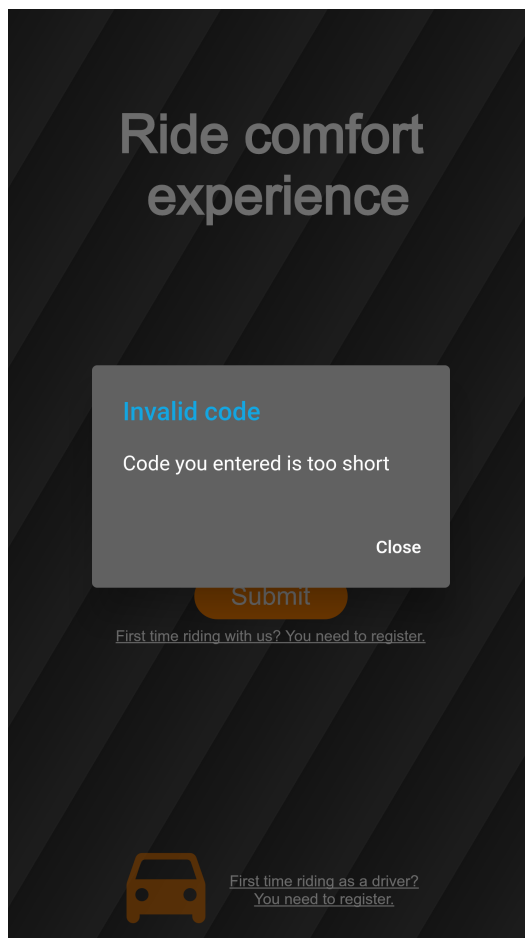 Ride comfort
experience
Invalid code
Code you entered is too short
Close
Submit
First time riding with us? You need to register.
First time riding as a driver?
You need to register.